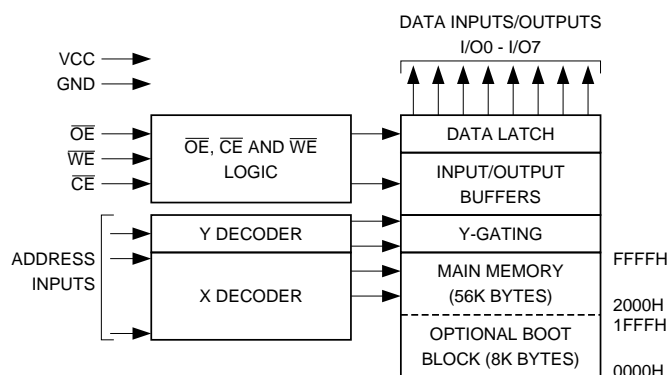 DATA INPUTS/OUTPUTS
I/O0 - I/O7
VCC
GND
OE
WE
CE
OE, CE AND WE
LOGIC
DATA LATCH
INPUT/OUTPUT
BUFFERS
ADDRESS
INPUTS
Y DECODER
Y-GATING
X DECODER
MAIN MEMORY
(56K BYTES)
OPTIONAL BOOT
BLOCK (8K BYTES)
FFFFH
2000H
1FFFH
0000H